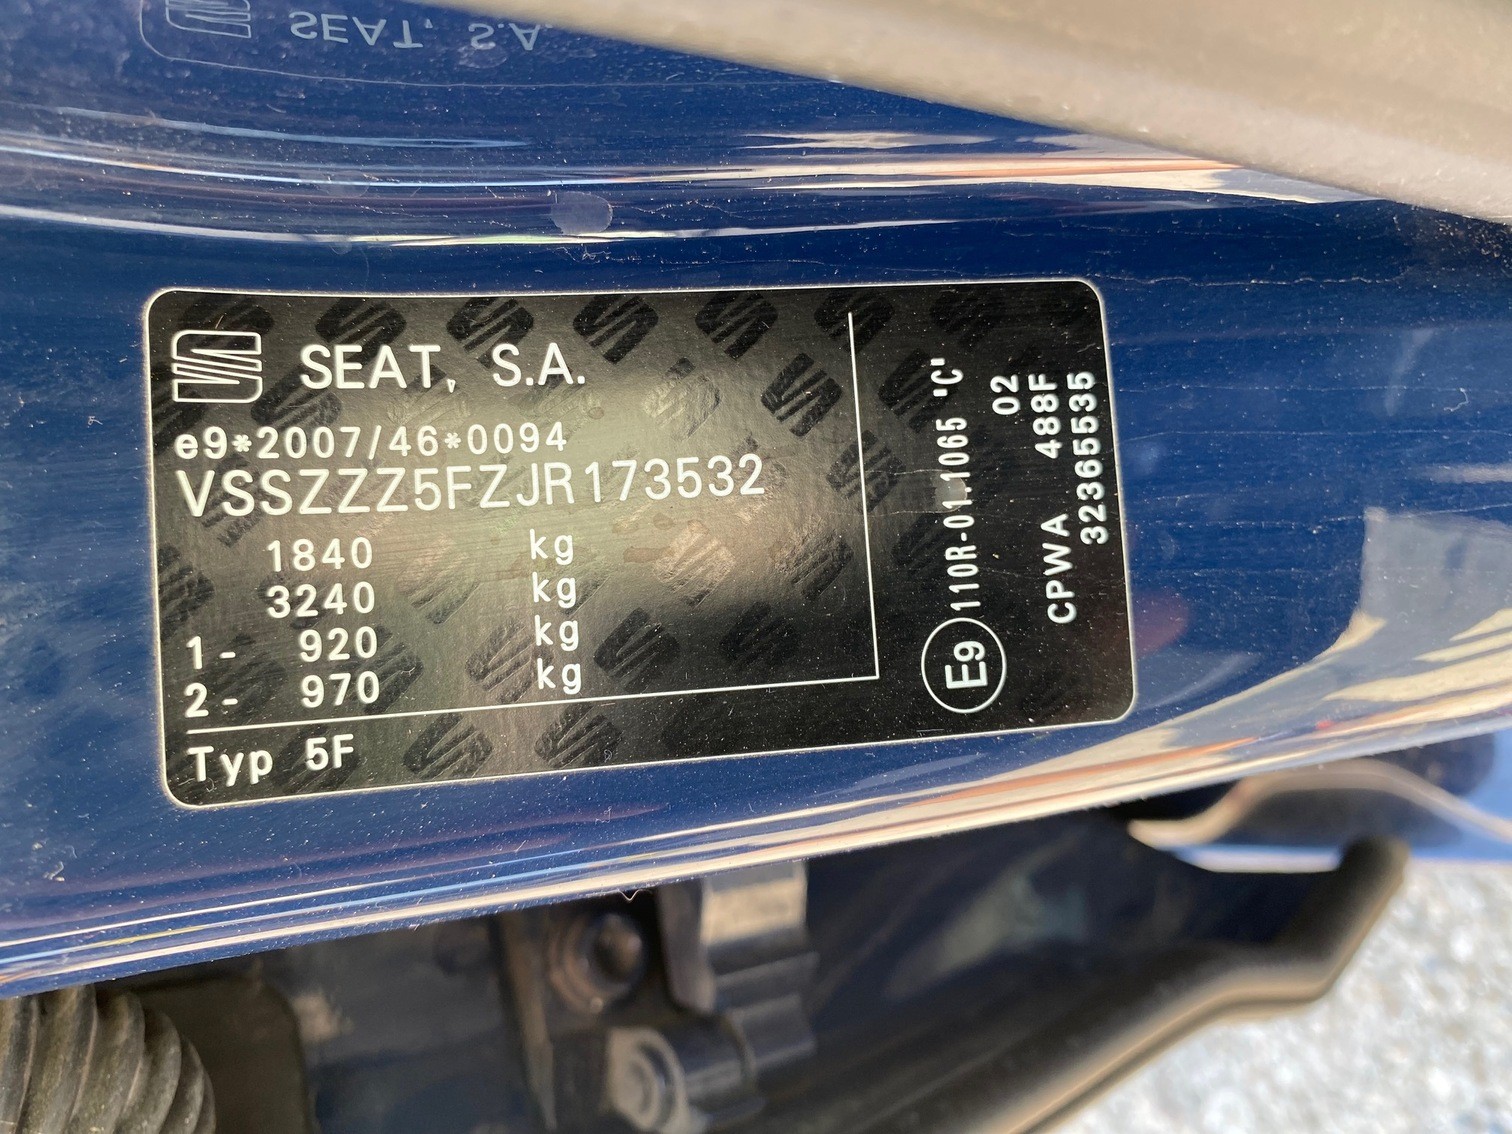 SEAT, S.A.
SEAT, S.A.
e9*2007/46*0094
VSSZZZ5FZJR173532
1840 kg
3240 kg
1- 920 kg
2- 970 kg
Typ 5F
E9 110R-01.1065 "C"
02
CPWA 488F
32365535